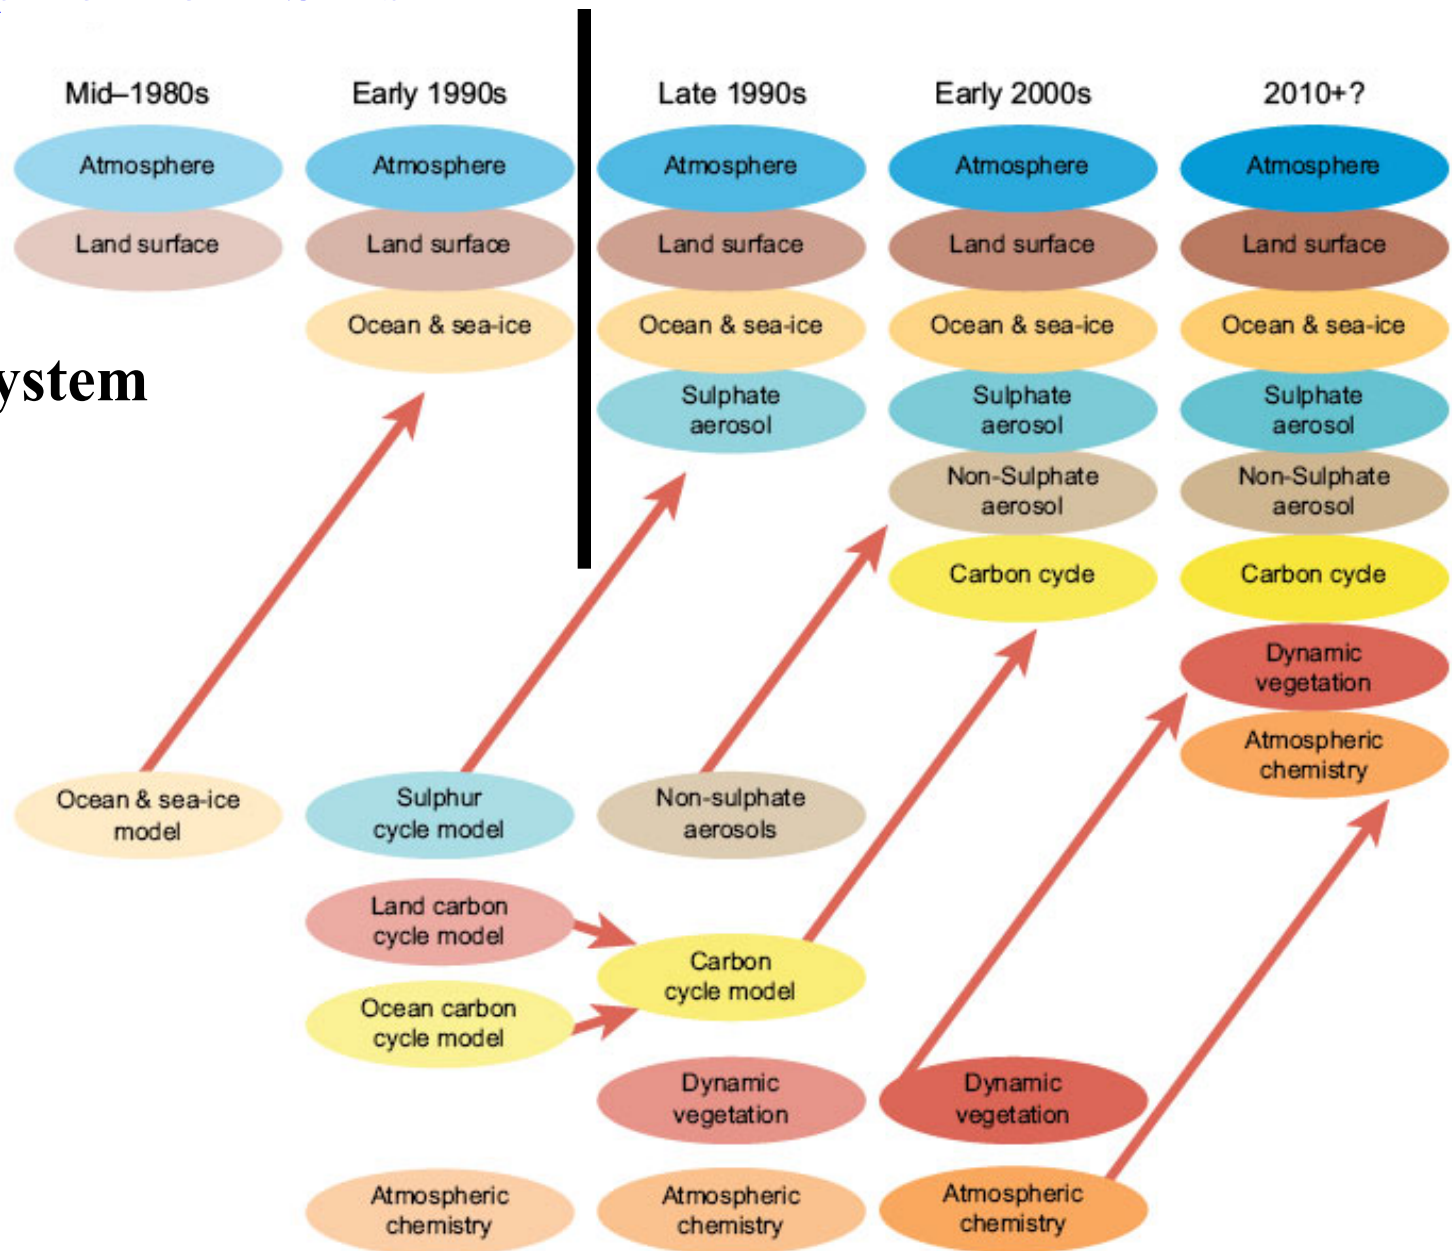 Mid–1980s
Early 1990s
Late 1990s
Early 2000s
2010+?
Atmosphere
Atmosphere
Atmosphere
Atmosphere
Atmosphere
Land surface
Land surface
Land surface
Land surface
Land surface
Ocean & sea-ice
Ocean & sea-ice
Ocean & sea-ice
Ocean & sea-ice
ystem
Sulphate
aerosol
Sulphate
aerosol
Sulphate
aerosol
Non-Sulphate
aerosol
Non-Sulphate
aerosol
Carbon cycle
Carbon cycle
Dynamic
vegetation
Atmospheric
chemistry
Ocean & sea-ice
model
Sulphur
cycle model
Non-sulphate
aerosols
Land carbon
cycle model
Carbon
cycle model
Ocean carbon
cycle model
Dynamic
vegetation
Dynamic
vegetation
Atmospheric
chemistry
Atmospheric
chemistry
Atmospheric
chemistry